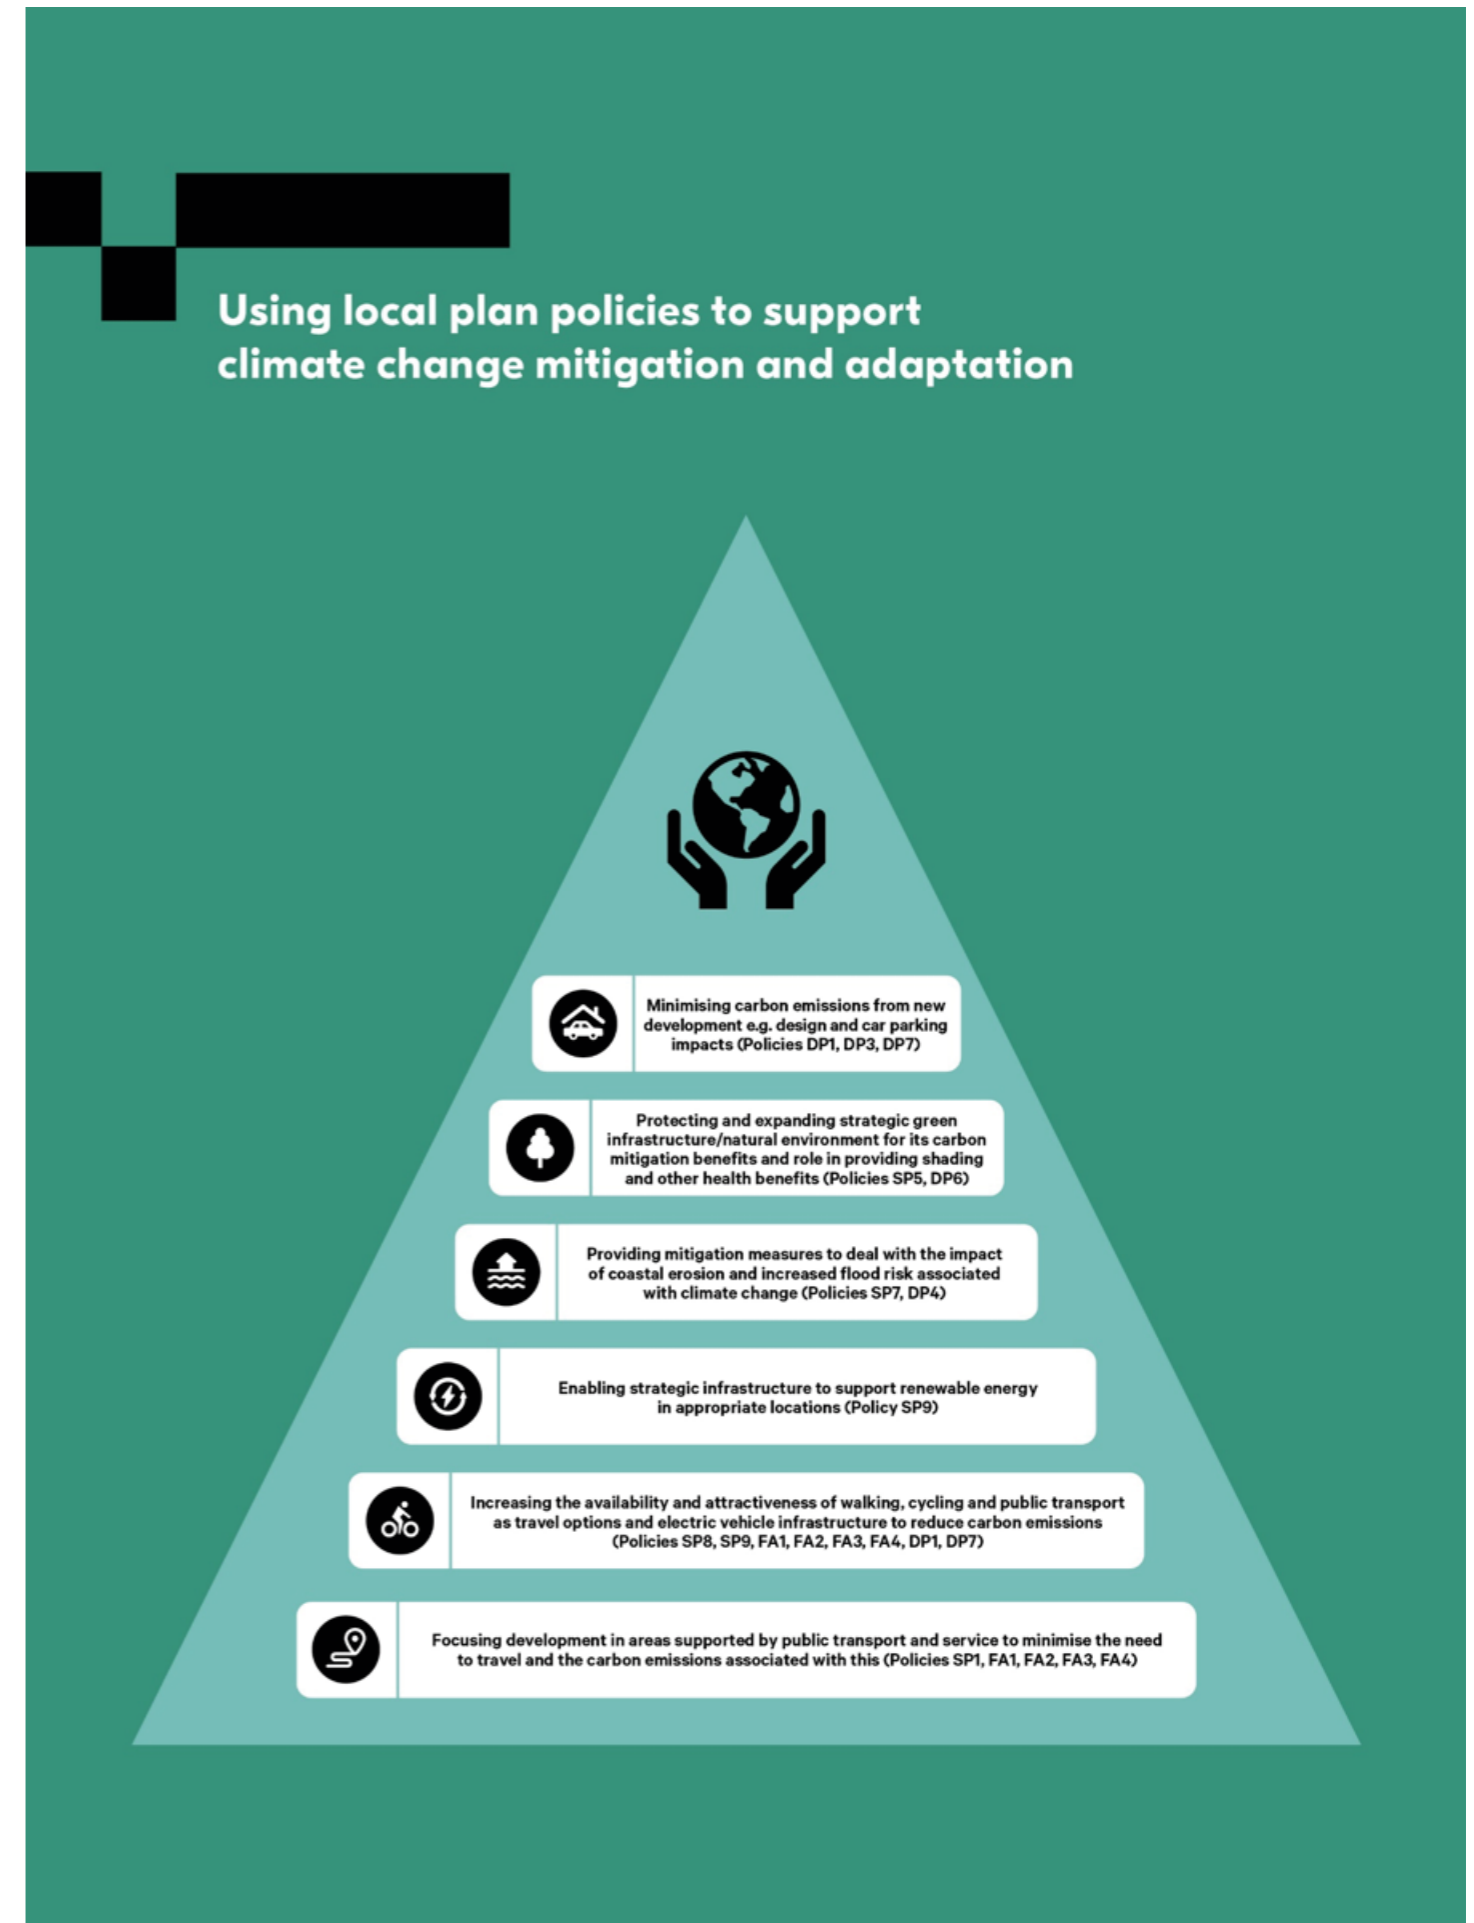 Using local plan policies to support
climate change mitigation and adaptation
Minimising carbon emissions from new
development e.g. design and car parking
impacts (Policies DP1, DP3, DP7)
Protecting and expanding strategic green
infrastructure/natural environment for its carbon
mitigation benefits and role in providing shading
and other health benefits (Policies SP5, DP6)
Providing mitigation measures to deal with the impact
of coastal erosion and increased flood risk associated
with climate change (Policies SP7, DP4)
Enabling strategic infrastructure to support renewable energy
in appropriate locations (Policy SP9)
Increasing the availability and attractiveness of walking, cycling and public transport
as travel options and electric vehicle infrastructure to reduce carbon emissions
(Policies SP8, SP9, FA1, FA2, FA3, FA4, DP1, DP7)
Focusing development in areas supported by public transport and service to minimise the need
to travel and the carbon emissions associated with this (Policies SP1, FA1, FA2, FA3, FA4)